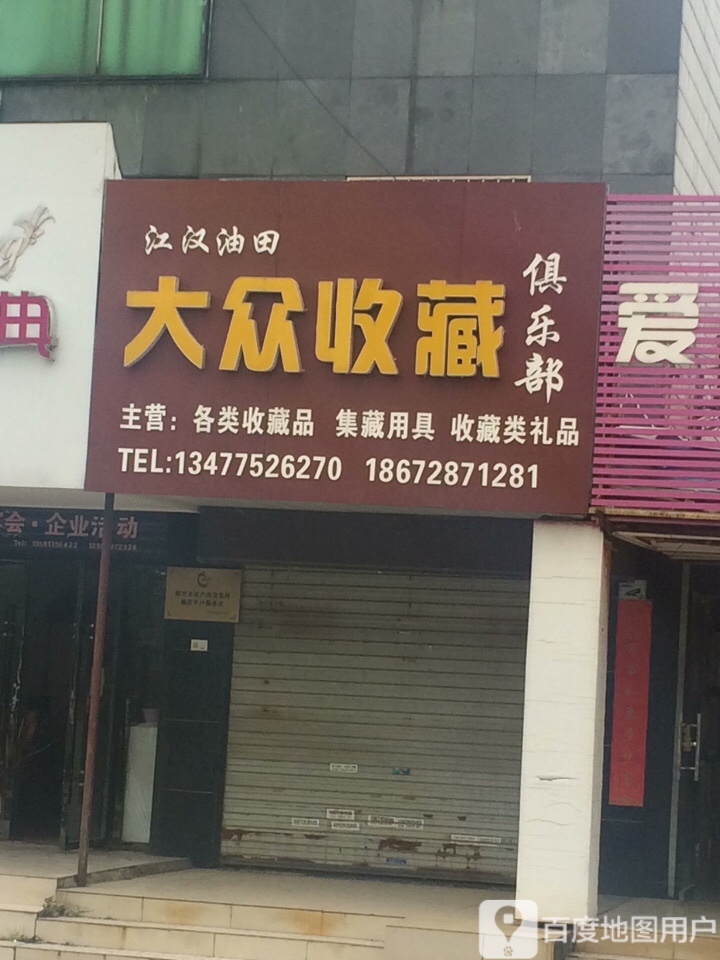 江汉油田
大众收藏
俱乐部
主营：各类收藏品 集藏用具 收藏类礼品
TEL:13477526270 18672871281
典
爱
会·企业活动
百度地图用户